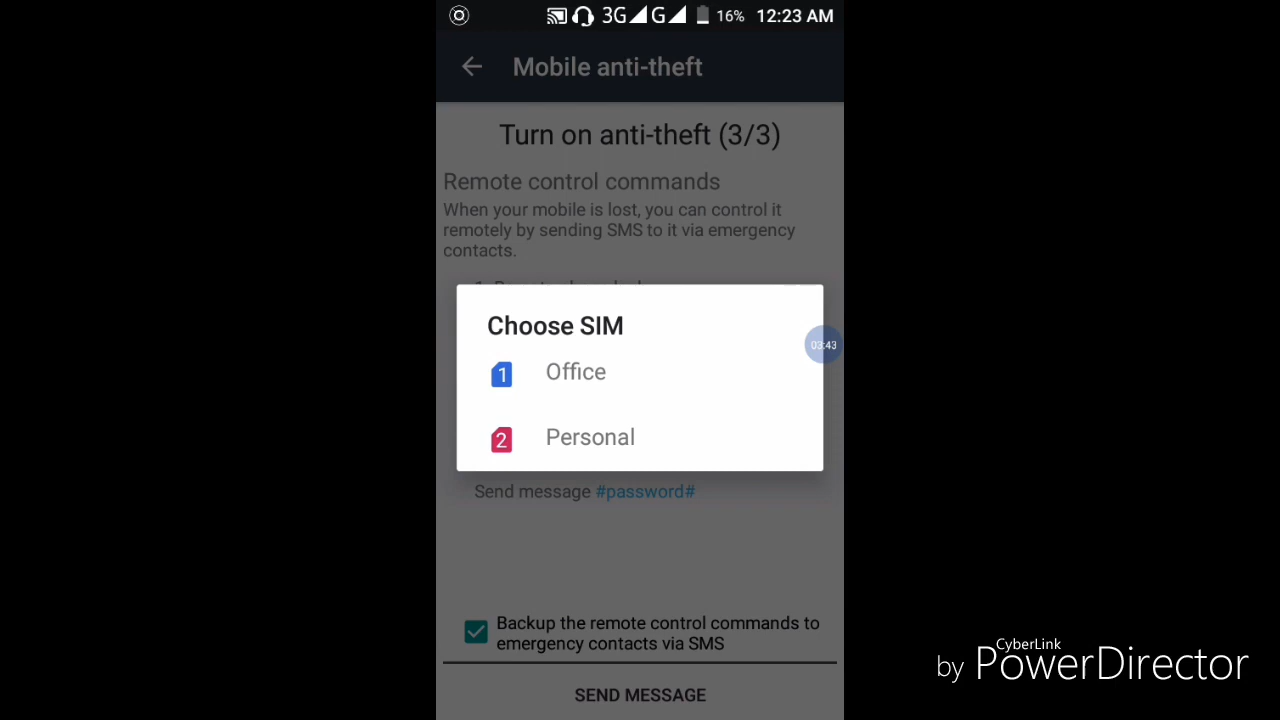 3G G 16% 12:23 AM
Mobile anti-theft
Turn on anti-theft (3/3)
Remote control commands
When your mobile is lost, you can control it
remotely by sending SMS to it via emergency
contacts.
Choose SIM
03:43
1 Office
2 Personal
Send message #password#
Backup the remote control commands to
emergency contacts via SMS
SEND MESSAGE
CyberLink
by PowerDirector